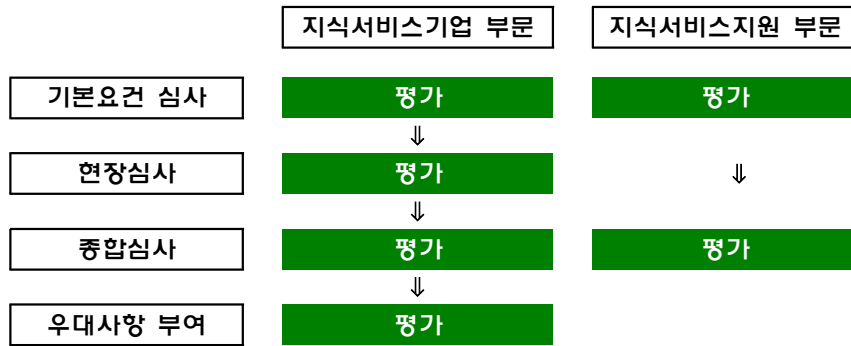 지식서비스기업 부문 지식서비스지원 부문
기본요건 심사 평가 평가
⇓
현장심사 평가 ⇓
⇓
종합심사 평가 평가
⇓
우대사항 부여 평가